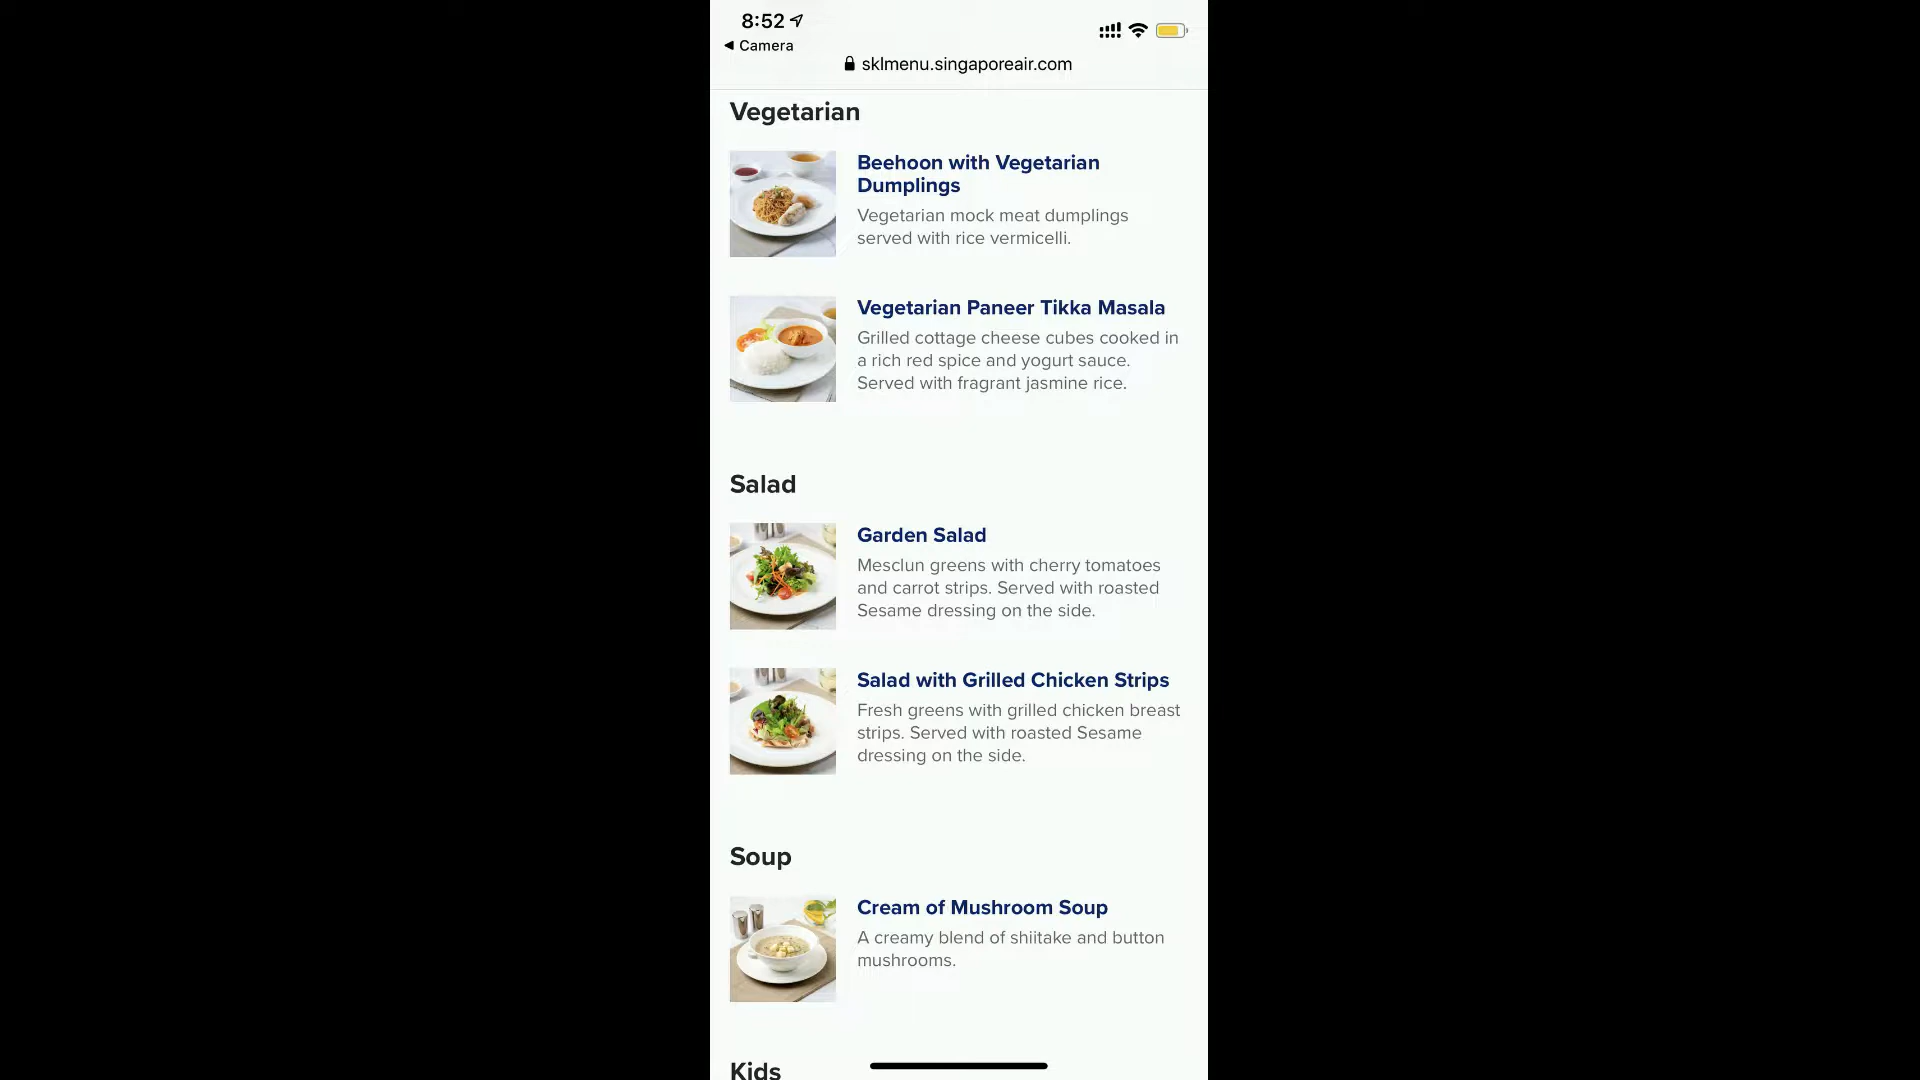 8:52
Camera
sklmenu.singaporeair.com
Vegetarian
Beehoon with Vegetarian
Dumplings
Vegetarian mock meat dumplings
served with rice vermicelli.
Vegetarian Paneer Tikka Masala
Grilled cottage cheese cubes cooked in
a rich red spice and yogurt sauce.
Served with fragrant jasmine rice.
Salad
Garden Salad
Mesclun greens with cherry tomatoes
and carrot strips. Served with roasted
Sesame dressing on the side.
Salad with Grilled Chicken Strips
Fresh greens with grilled chicken breast
strips. Served with roasted Sesame
dressing on the side.
Soup
Cream of Mushroom Soup
A creamy blend of shiitake and button
mushrooms.
Kids